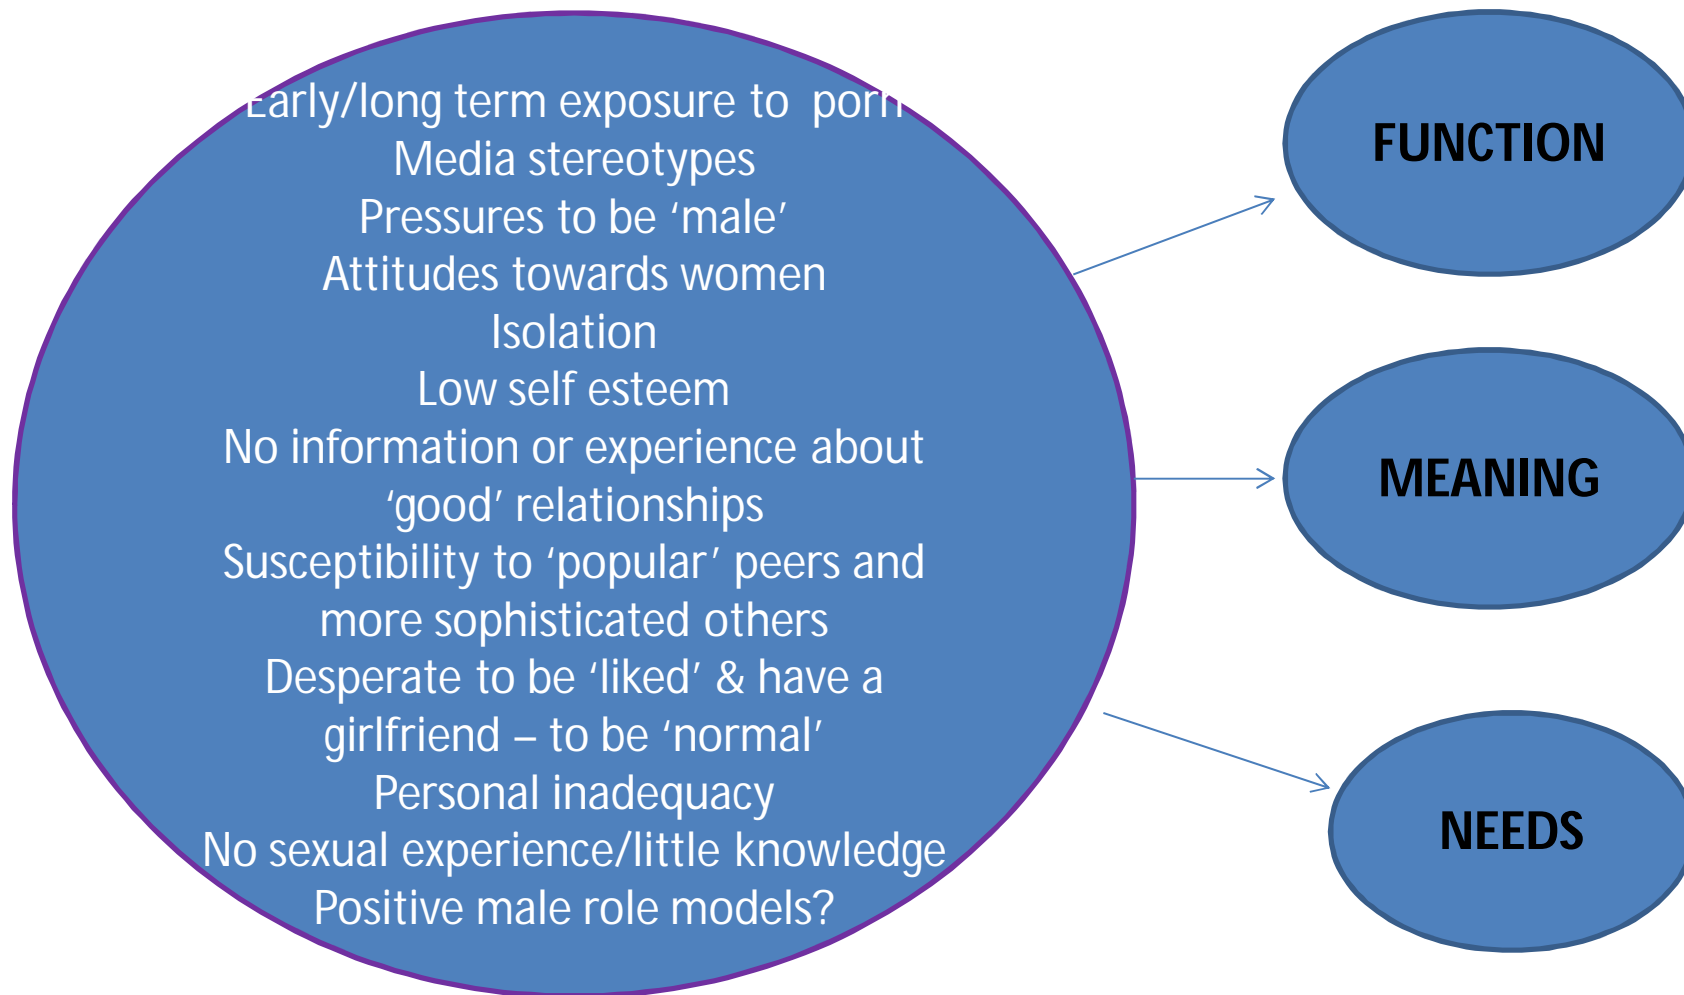 Early/long term exposure to porn
Media stereotypes
Pressures to be ‘male’
Attitudes towards women
Isolation
Low self esteem
No information or experience about
‘good’ relationships
Susceptibility to ‘popular’ peers and
more sophisticated others
Desperate to be ‘liked’ & have a
girlfriend – to be ‘normal’
Personal inadequacy
No sexual experience/little knowledge
Positive male role models?
FUNCTION
MEANING
NEEDS